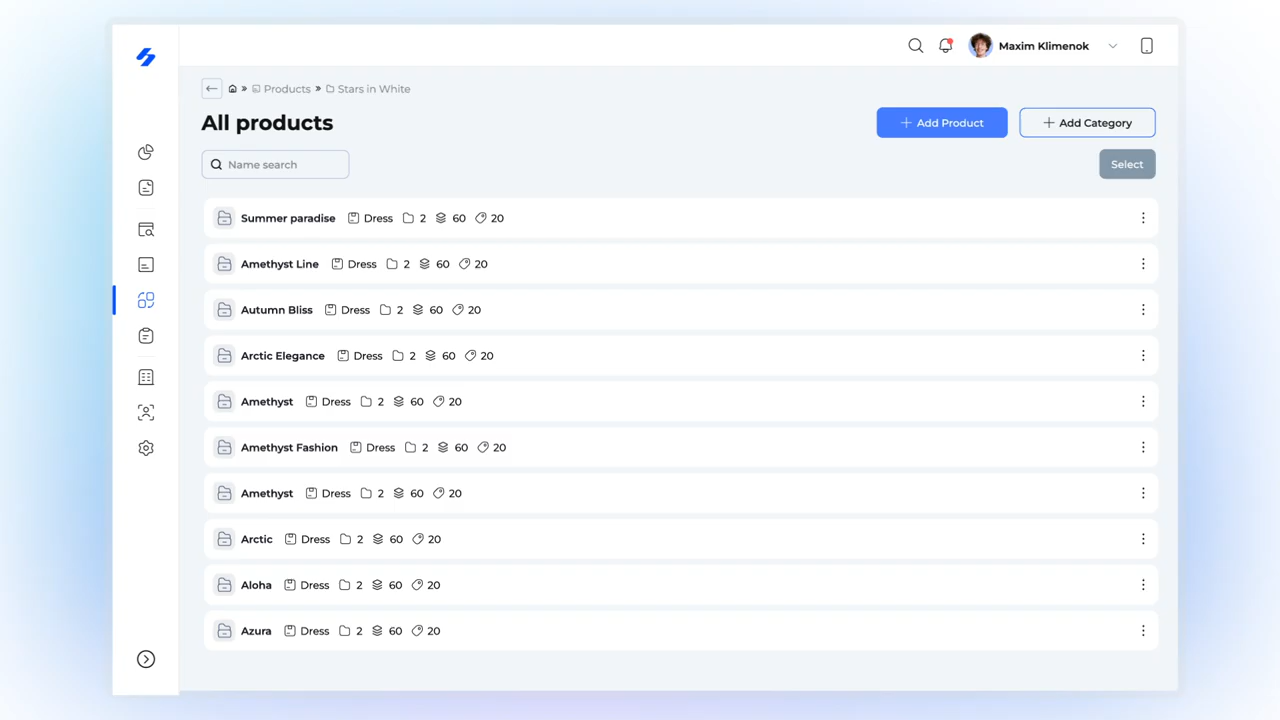 Maxim Klimenok
» Products » Stars in White
All products
Add Product
Add Category
Name search
Select
Summer paradise Dress 2 60 20
Amethyst Line Dress 2 60 20
Autumn Bliss Dress 2 60 20
Arctic Elegance Dress 2 60 20
Amethyst Dress 2 60 20
Amethyst Fashion Dress 2 60 20
Amethyst Dress 2 60 20
Arctic Dress 2 60 20
Aloha Dress 2 60 20
Azura Dress 2 60 20